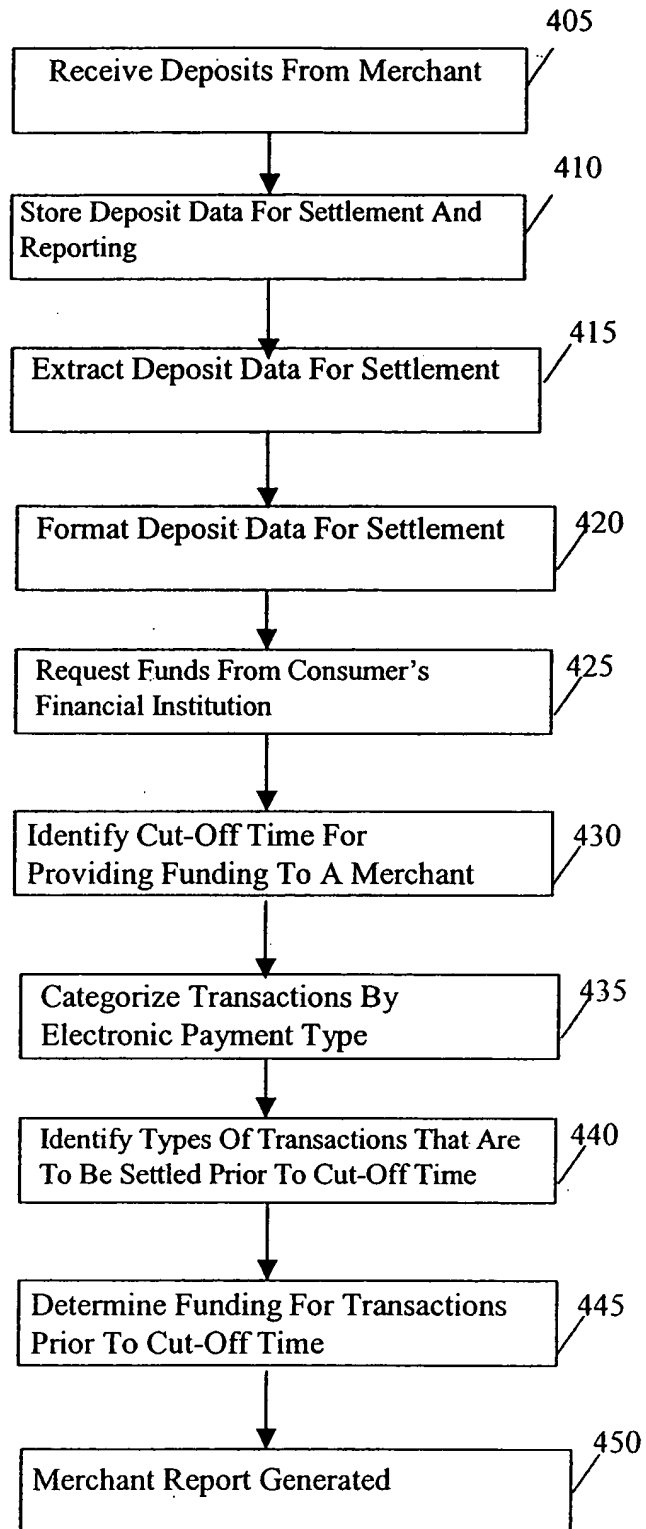 405
Receive Deposits From Merchant
410
Store Deposit Data For Settlement And
Reporting
415
Extract Deposit Data For Settlement
420
Format Deposit Data For Settlement
425
Request Funds From Consumer's
Financial Institution
430
Identify Cut-Off Time For
Providing Funding To A Merchant
435
Categorize Transactions By
Electronic Payment Type
440
Identify Types Of Transactions That Are
To Be Settled Prior To Cut-Off Time
445
Determine Funding For Transactions
Prior To Cut-Off Time
450
Merchant Report Generated